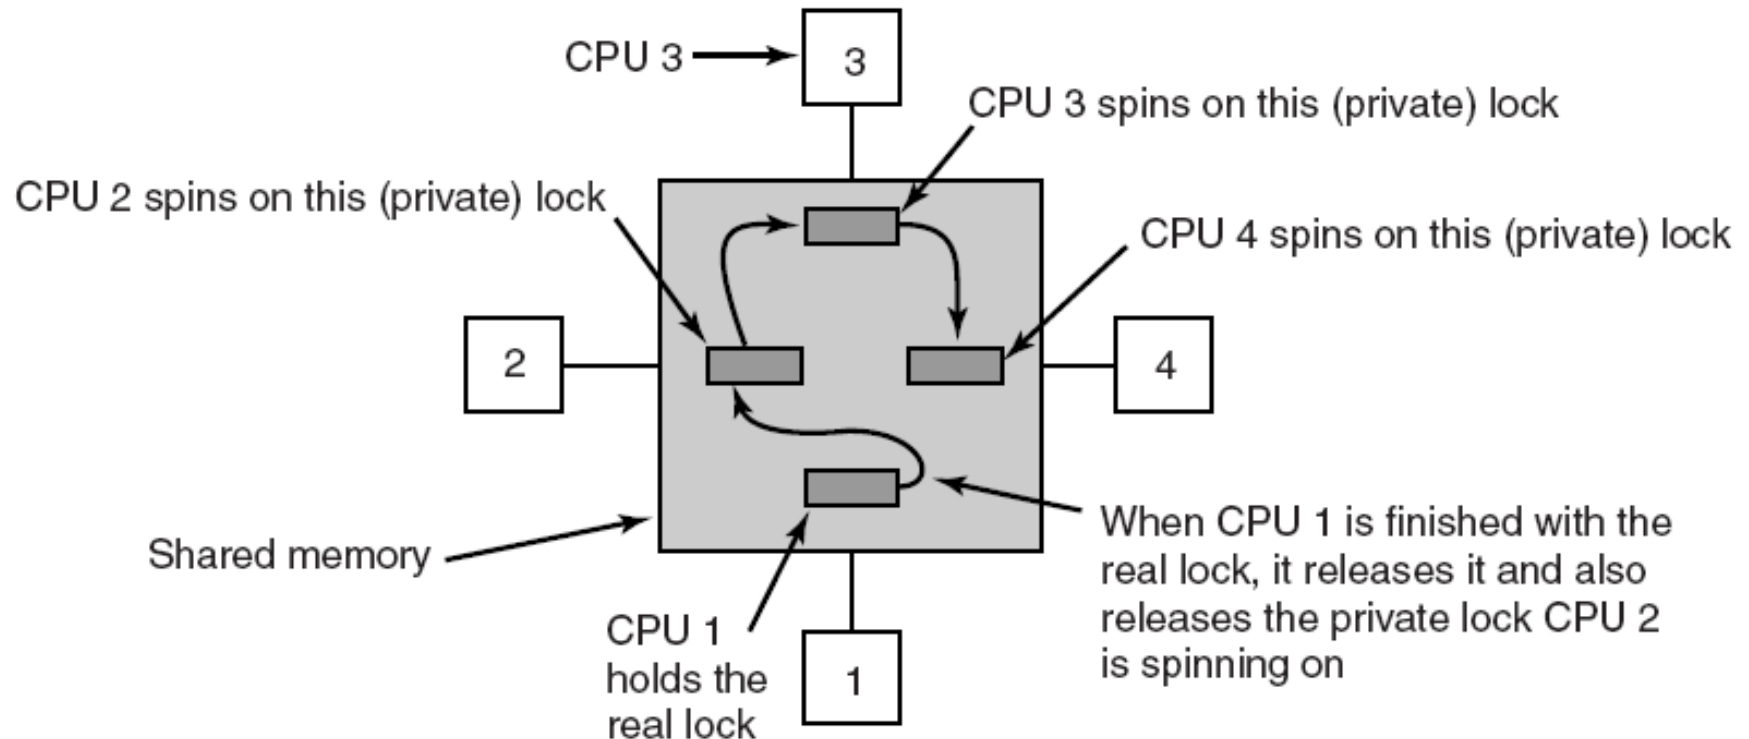 CPU 3
3
CPU 3 spins on this (private) lock
CPU 2 spins on this (private) lock
CPU 4 spins on this (private) lock
2
4
Shared memory
When CPU 1 is finished with the
real lock, it releases it and also
releases the private lock CPU 2
is spinning on
CPU 1
holds the
real lock
1